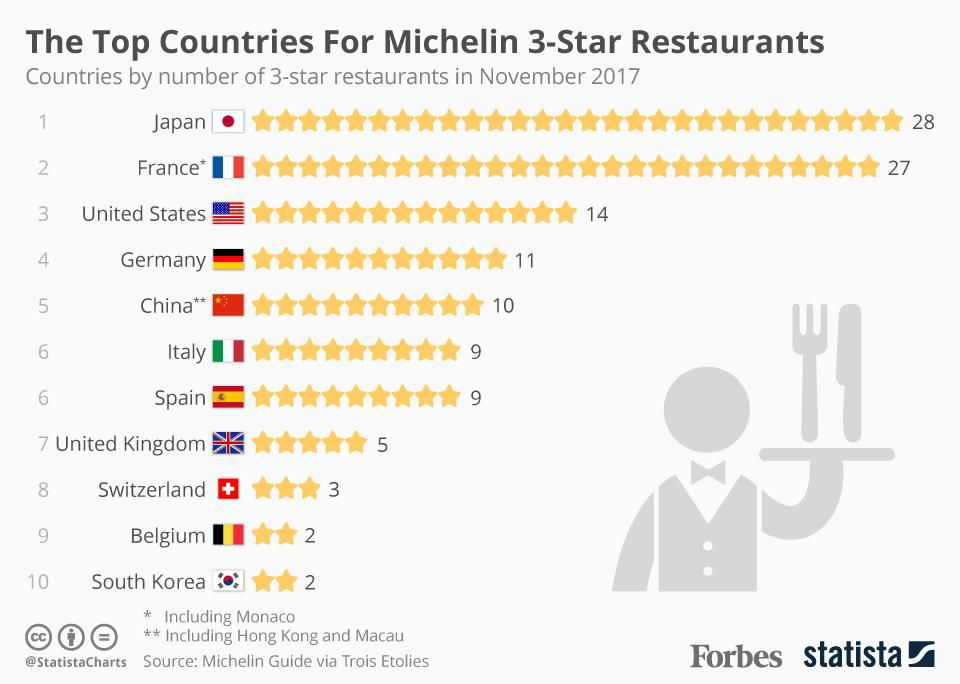 The Top Countries For Michelin 3-Star Restaurants
Countries by number of 3-star restaurants in November 2017
1 Japan 28
2 France* 27
3 United States 14
4 Germany 11
5 China** 10
6 Italy 9
6 Spain 9
7 United Kingdom 5
8 Switzerland 3
9 Belgium 2
10 South Korea 2
* Including Monaco
** Including Hong Kong and Macau
@StatistaCharts Source: Michelin Guide via Trois Etolies
cc
Forbes statista